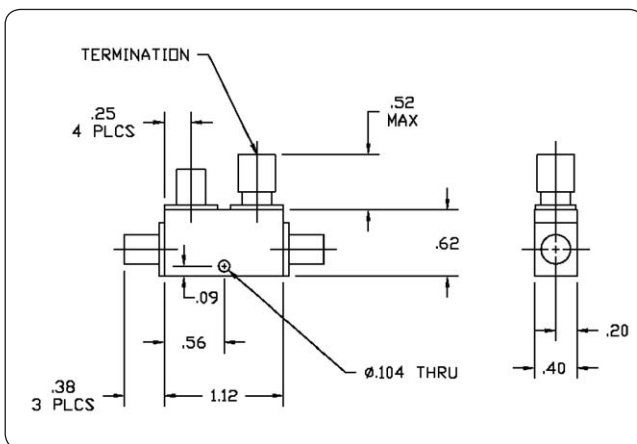 TERMINATION
.25
4 PLCS
.52
MAX
.62
.09
.56
.20
.40
Ø.104 THRU
.38
3 PLCS
1.12